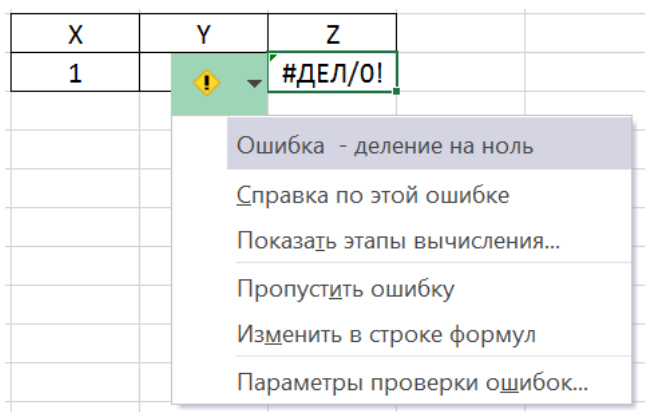 X Y Z
1 #ДЕЛ/0!
Ошибка - деление на ноль
Справка по этой ошибке
Показать этапы вычисления...
Пропустить ошибку
Изменить в строке формул
Параметры проверки ошибок...